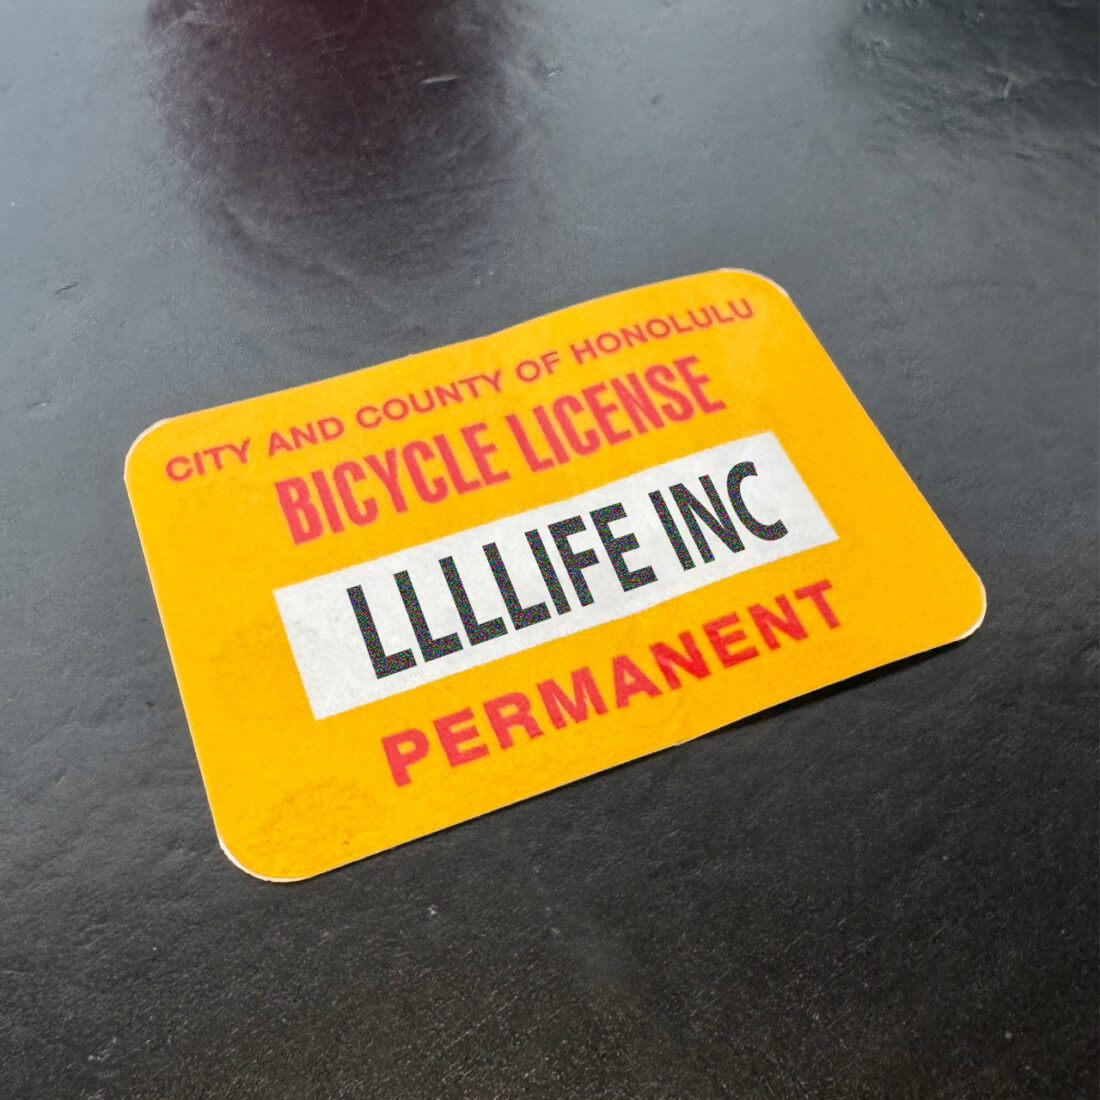 CITY AND COUNTY OF HONOLULU
BICYCLE LICENSE
LLLLIFE INC
PERMANENT